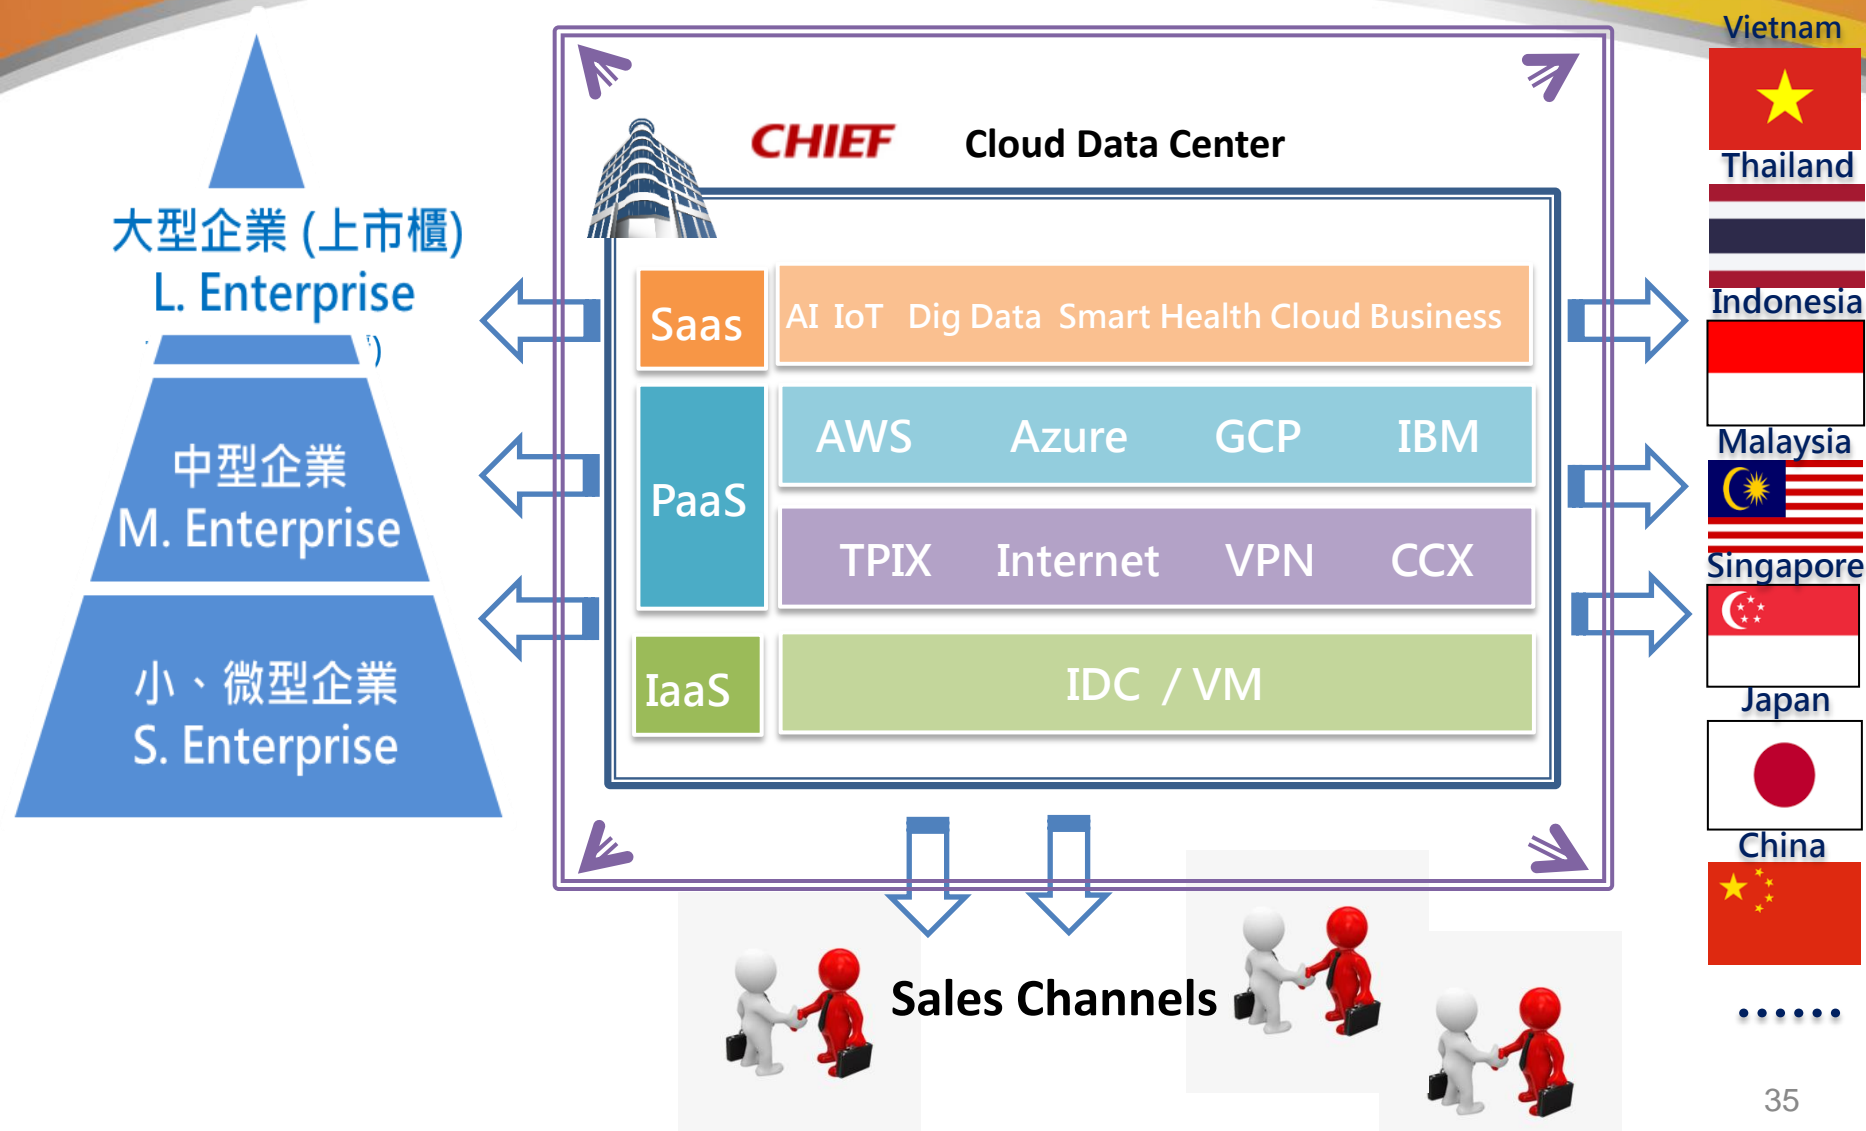 大型企業 (上市櫃)
L. Enterprise
)
中型企業
M. Enterprise
小、微型企業
S. Enterprise
CHIEF Cloud Data Center
Saas
AI IoT Dig Data Smart Health Cloud Business
PaaS
AWS Azure GCP IBM
TPIX Internet VPN CCX
IaaS
IDC / VM
Sales Channels
Vietnam
Thailand
Indonesia
Malaysia
Singapore
Japan
China
......
35